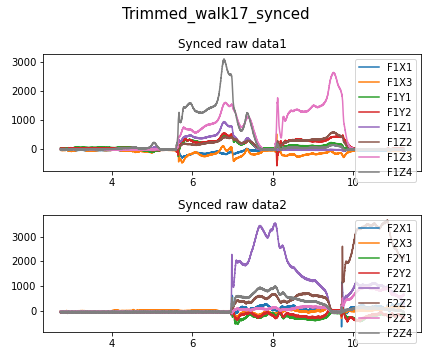 Trimmed_walk17_synced
Synced raw data1
3000
2000
1000
0
4
6
8
10
F1X1
F1X3
F1Y1
F1Y2
F1Z1
F1Z2
F1Z3
F1Z4
Synced raw data2
3000
2000
1000
0
4
6
8
10
F2X1
F2X3
F2Y1
F2Y2
F2Z1
F2Z2
F2Z3
F2Z4